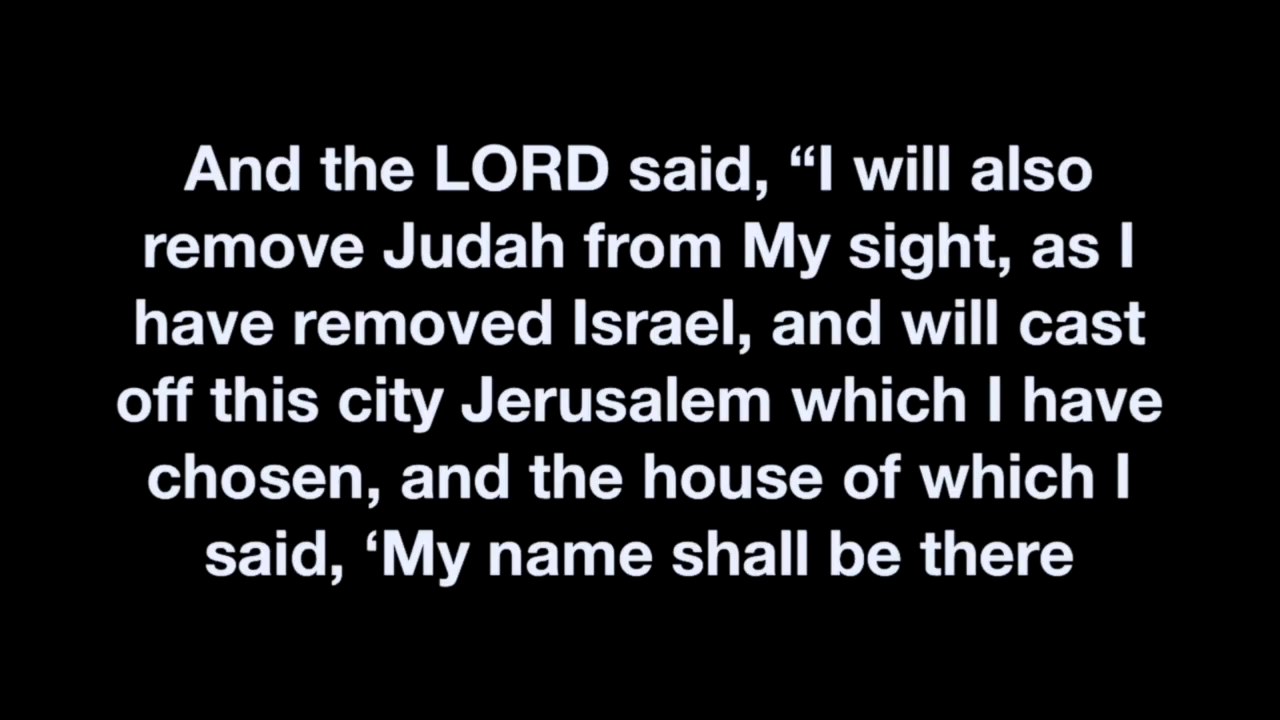 And the LORD said, “I will also
remove Judah from My sight, as I
have removed Israel, and will cast
off this city Jerusalem which I have
chosen, and the house of which I
said, ‘My name shall be there